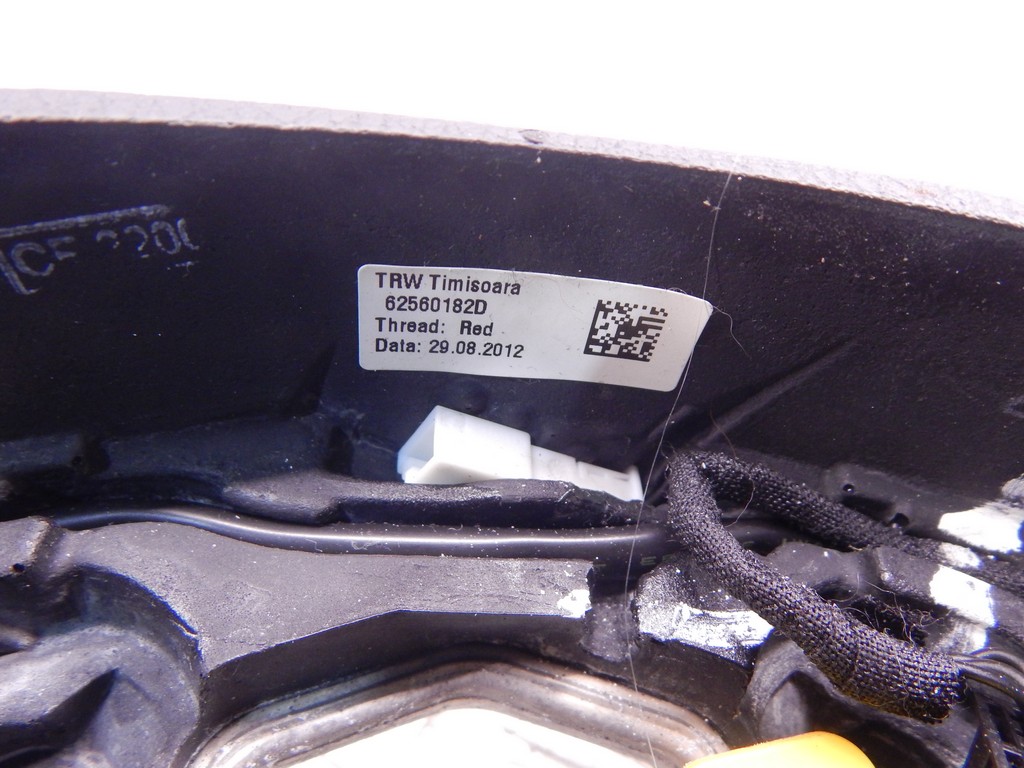 TRW Timisoara
62560182D
Thread: Red
Data: 29.08.2012